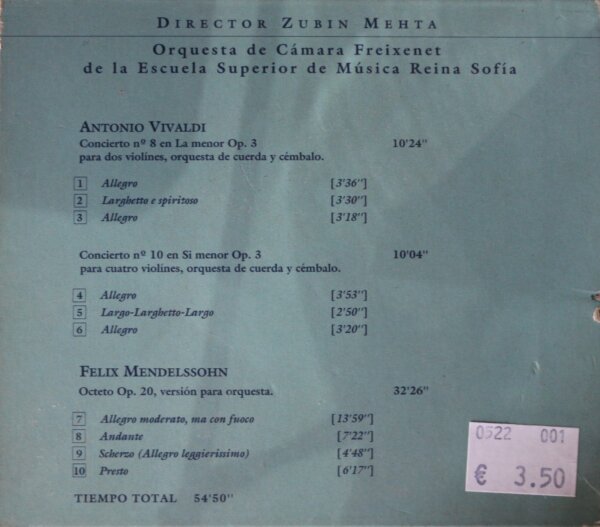 DIRECTOR ZUBIN MEHTA
Orquesta de Cámara Freixenet
de la Escuela Superior de Música Reina Sofía
ANTONIO VIVALDI
Concierto nº 8 en La menor Op. 3 10'24"
para dos violines, orquesta de cuerda y cémbalo.
1 Allegro [3'36"]
2 Larghetto e spiritoso [3'30"]
3 Allegro [3'18"]
Concierto nº 10 en Si menor Op. 3 10'04"
para cuatro violines, orquesta de cuerda y cémbalo.
4 Allegro [3'53"]
5 Largo-Larghetto-Largo [2'50"]
6 Allegro [3'20"]
FELIX MENDELSSOHN
Octeto Op. 20, versión para orquesta. 32'26"
7 Allegro moderato, ma con fuoco [13'59"]
8 Andante [7'22"]
9 Scherzo (Allegro leggierissimo) [4'48"]
10 Presto [6'17"]
TIEMPO TOTAL 54'50"
0522 001
€ 3.50